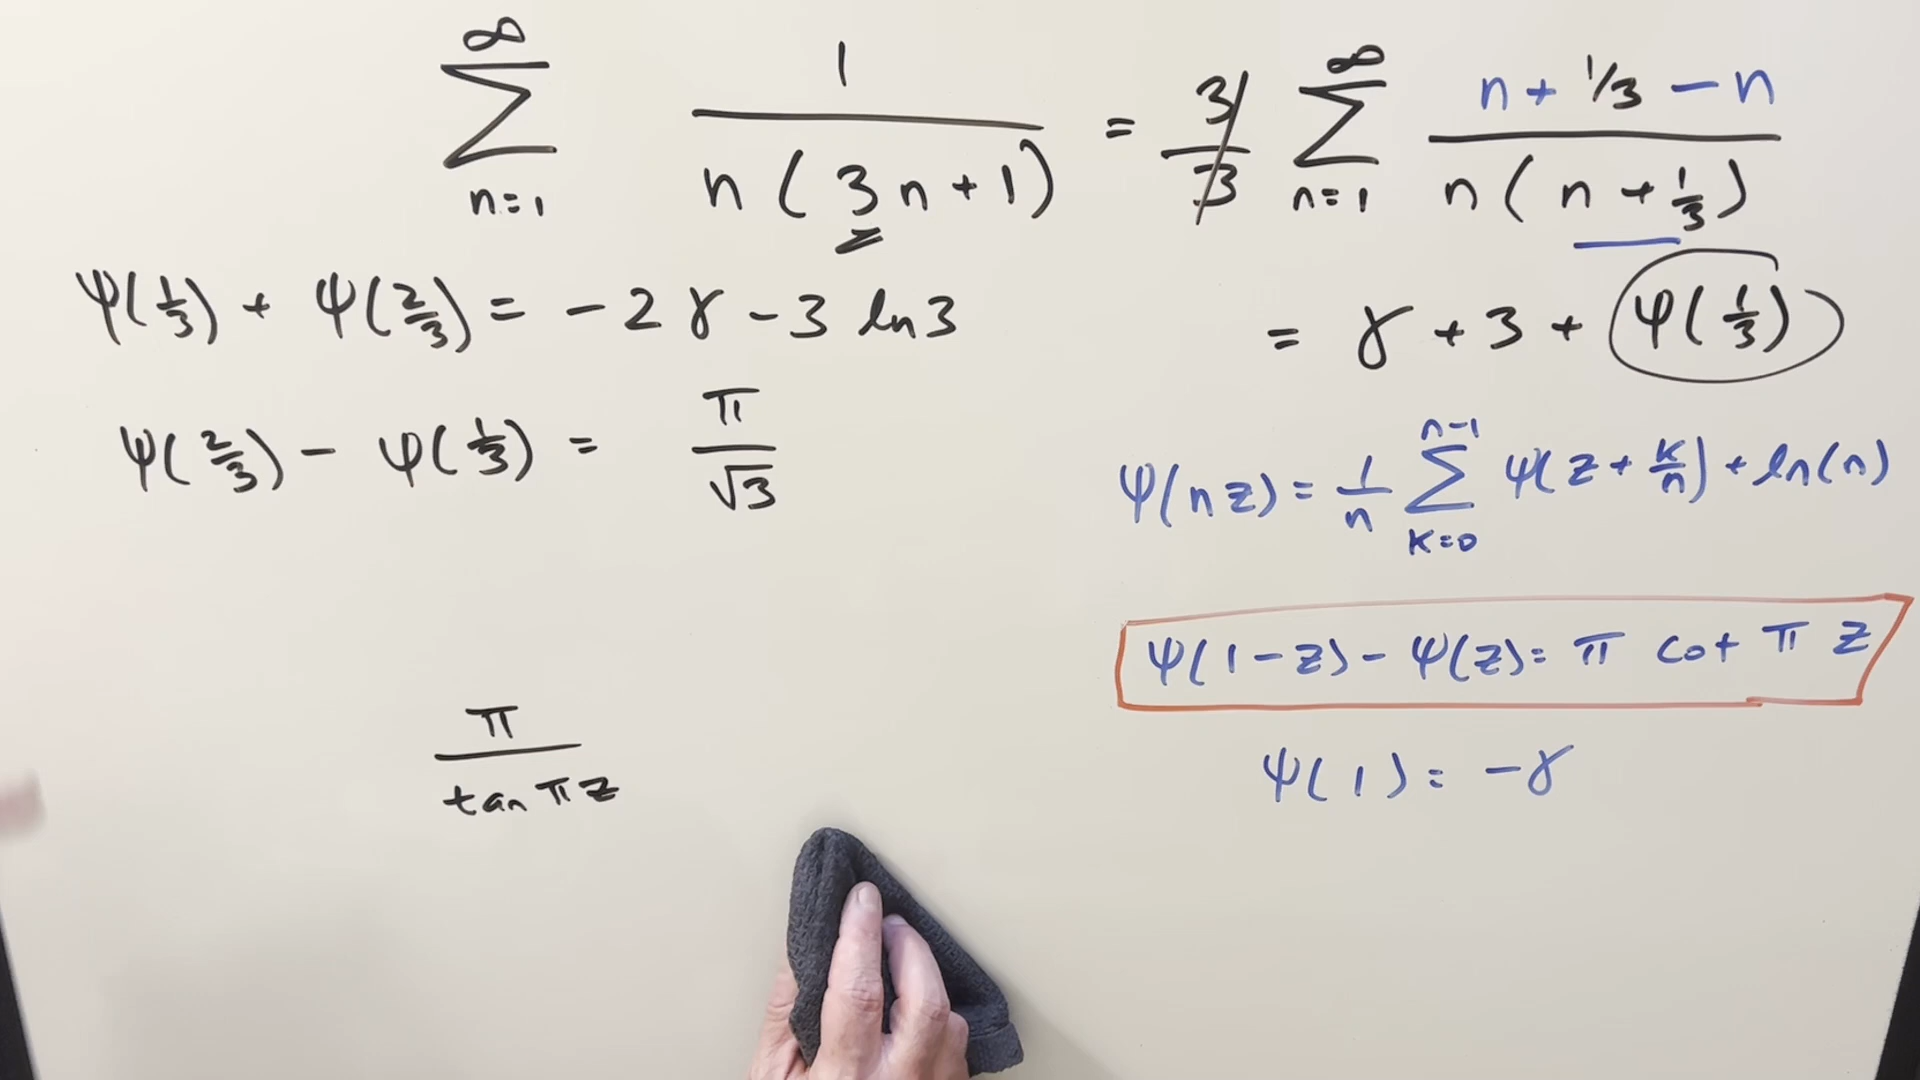 ∞
∑ 1/(n(3n+1)) = 3/3 ∑ (n + 1/3 − n)/(n(n + 1/3))
n=1 n=1
ψ(1/3) + ψ(2/3) = −2γ − 3 ln3
= γ + 3 + ψ(1/3)
ψ(2/3) − ψ(1/3) = π/√3
ψ(nz) = 1/n ∑ k=0 n−1 ψ(z + k/n) + ln(n)
ψ(1−z) − ψ(z) = π cot π z
π/tan πz
ψ(1) = −γ